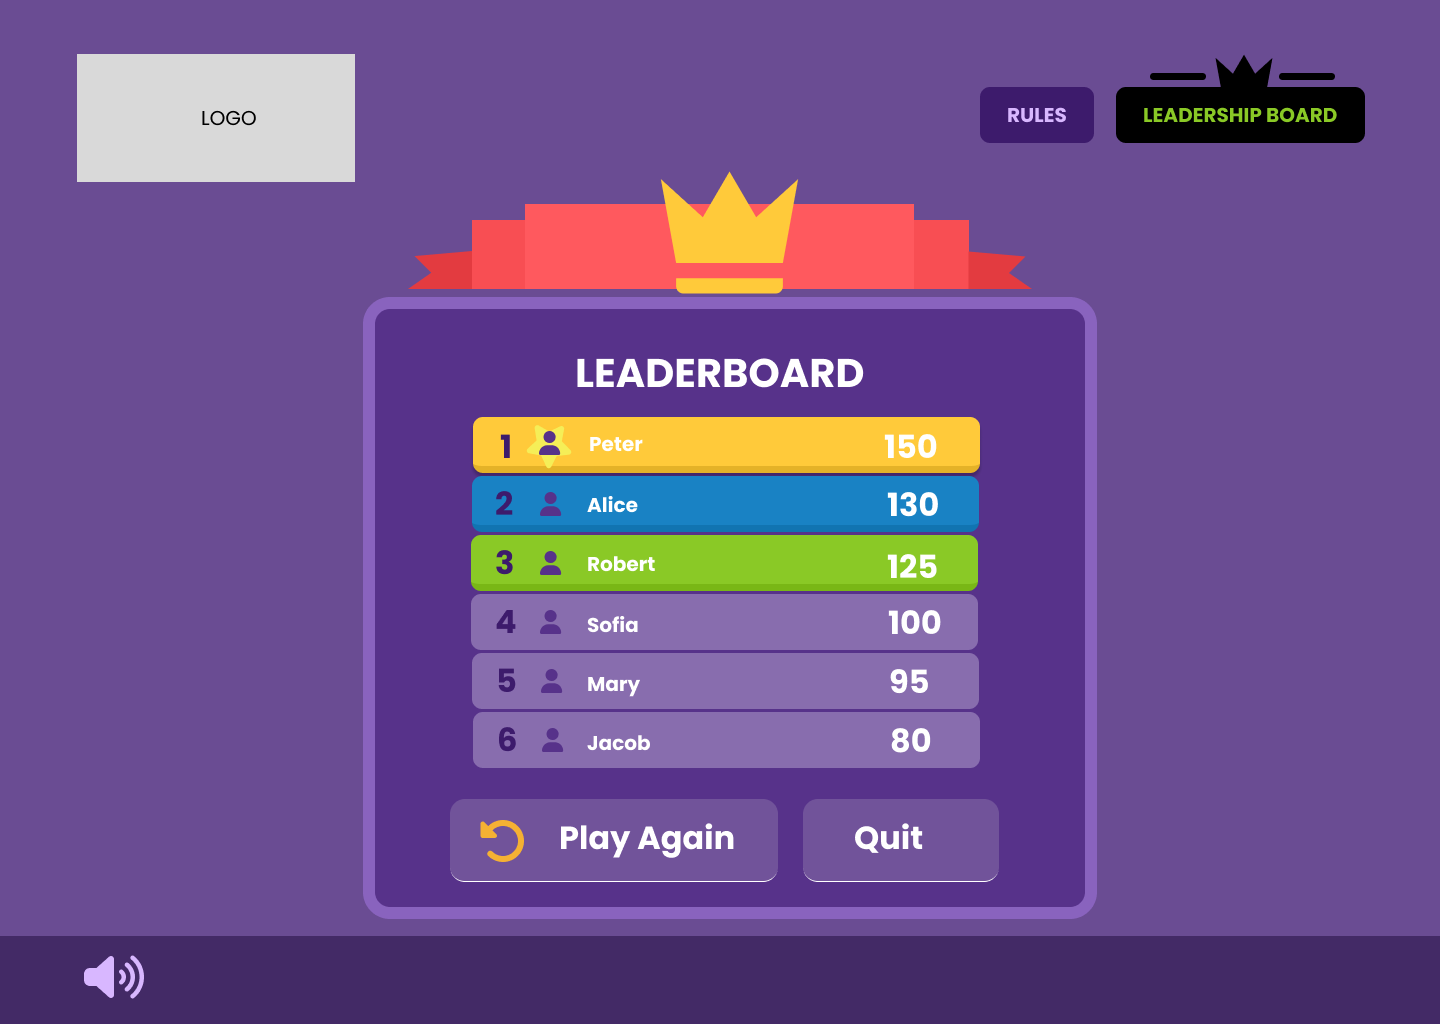 LOGO
RULES
LEADERSHIP BOARD
LEADERBOARD
1 Peter 150
2 Alice 130
3 Robert 125
4 Sofia 100
5 Mary 95
6 Jacob 80
Play Again
Quit